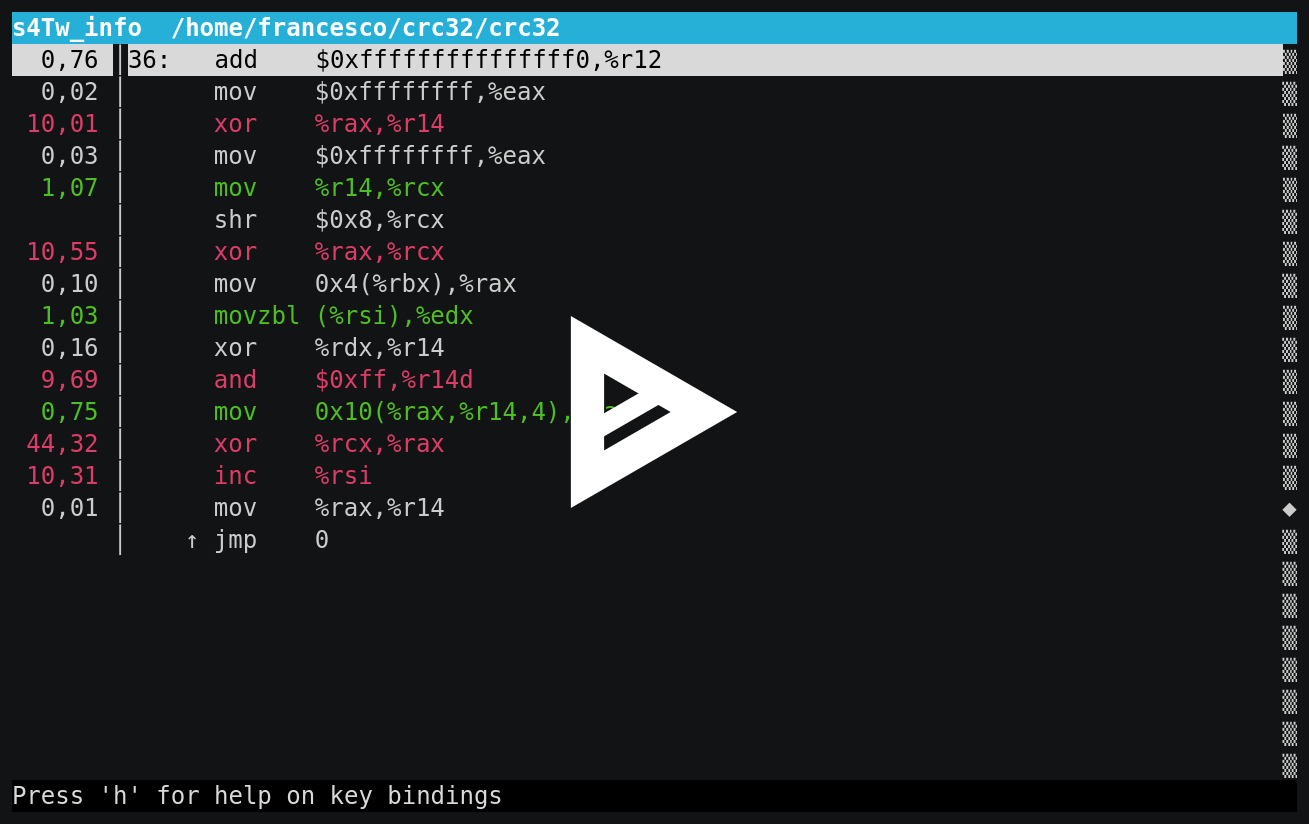 s4Tw_info  /home/francesco/crc32/crc32
0,76 │36:   add    $0xfffffffffffffff0,%r12
0,02 │      mov    $0xffffffff,%eax
10,01 │      xor    %rax,%r14
0,03 │      mov    $0xffffffff,%eax
1,07 │      mov    %r14,%rcx
│      shr    $0x8,%rcx
10,55 │      xor    %rax,%rcx
0,10 │      mov    0x4(%rbx),%rax
1,03 │      movzbl (%rsi),%edx
0,16 │      xor    %rdx,%r14
9,69 │      and    $0xff,%r14d
0,75 │      mov    0x10(%rax,%r14,4),
44,32 │      xor    %rcx,%rax
10,31 │      inc    %rsi
0,01 │      mov    %rax,%r14
│    ↑ jmp    0
Press 'h' for help on key bindings